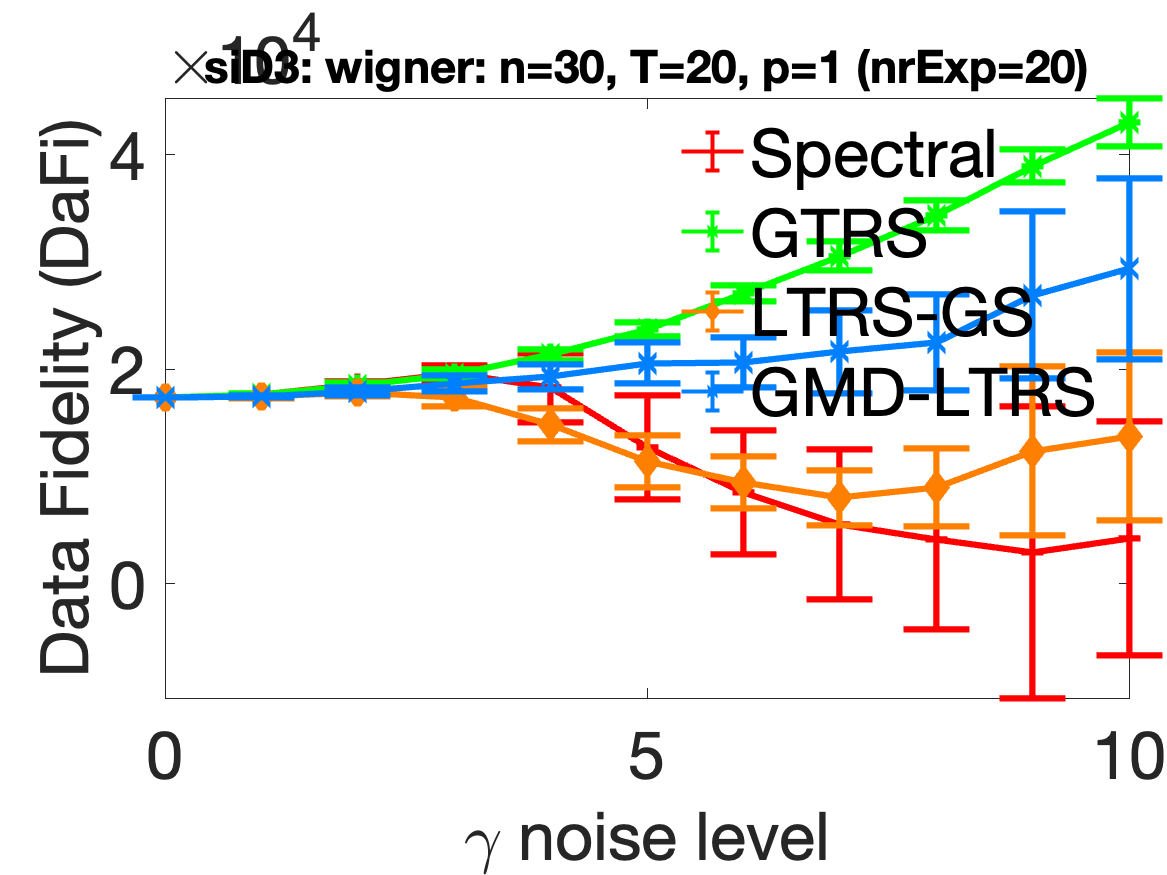 ×10^4
siD3: wigner: n=30, T=20, p=1 (nrExp=20)
Data Fidelity (DaFi)
4
2
0
Spectral
GTRS
LTRS-GS
GMD-LTRS
0 5 10
γ noise level